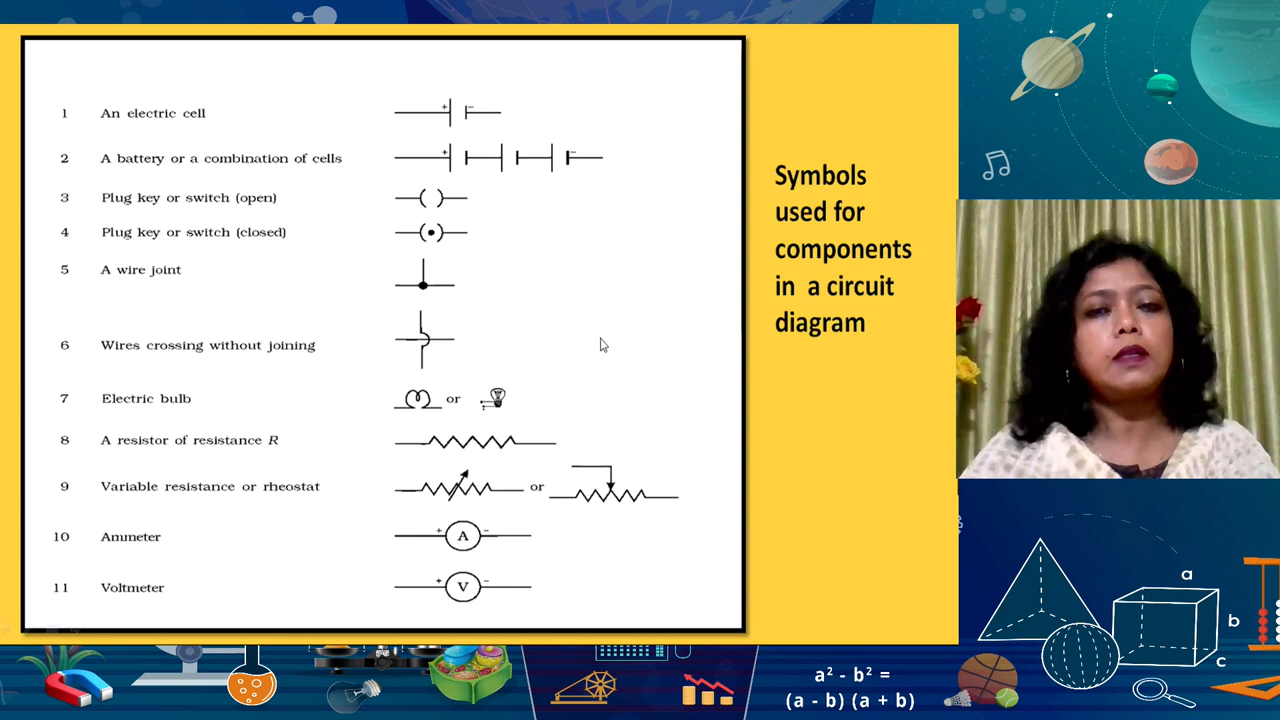 1 An electric cell + −
2 A battery or a combination of cells + −
3 Plug key or switch (open)
4 Plug key or switch (closed)
5 A wire joint
6 Wires crossing without joining
7 Electric bulb or
8 A resistor of resistance R
9 Variable resistance or rheostat or
10 Ammeter + A −
11 Voltmeter + V −
Symbols
used for
components
in a circuit
diagram
a
b
c
a² - b² =
(a - b) (a + b)